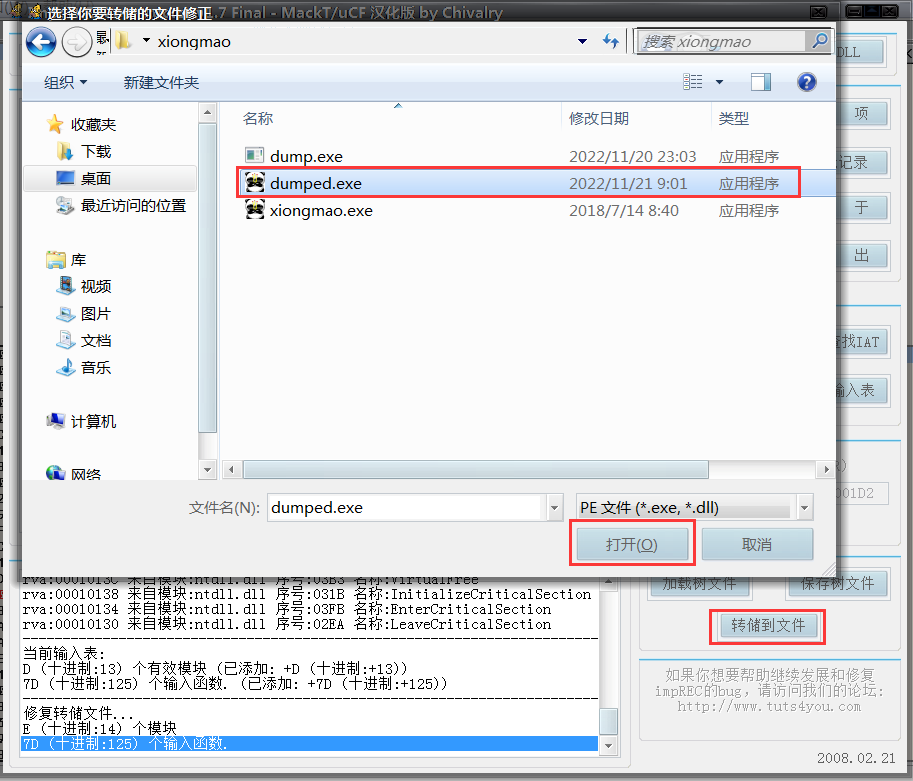 选择你要转储的文件修正
.7 Final - MackT/uCF 汉化版 by Chivalry
xiongmao
搜索 xiongmao
DLL
组织
新建文件夹
收藏夹
下载
桌面
最近访问的位置
库
视频
图片
文档
音乐
计算机
网络
名称
修改日期
类型
dump.exe
2022/11/20 23:03
应用程序
dumped.exe
2022/11/21 9:01
应用程序
xiongmao.exe
2018/7/14 8:40
应用程序
项
记录
于
出
找IAT
输入表
001D2
文件名(N):
dumped.exe
PE 文件 (*.exe, *.dll)
打开(O)
取消
rva:0001013C 来自模块:ntdll.dll 序号:03B3 名称:VirtualFree
rva:00010138 来自模块:ntdll.dll 序号:031B 名称:InitializeCriticalSection
rva:00010134 来自模块:ntdll.dll 序号:03FB 名称:EnterCriticalSection
rva:00010130 来自模块:ntdll.dll 序号:02EA 名称:LeaveCriticalSection
当前输入表:
D (十进制:13) 个有效模块 (已添加: +D (十进制:+13))
7D (十进制:125) 个输入函数. (已添加: +7D (十进制:+125))
修复转储文件...
E (十进制:14) 个模块
7D (十进制:125) 个输入函数.
加载树文件
保存树文件
转储到文件
如果你想要帮助继续发展和修复
impREC的bug，请访问我们的论坛:
http://www.tuts4you.com
2008.02.21